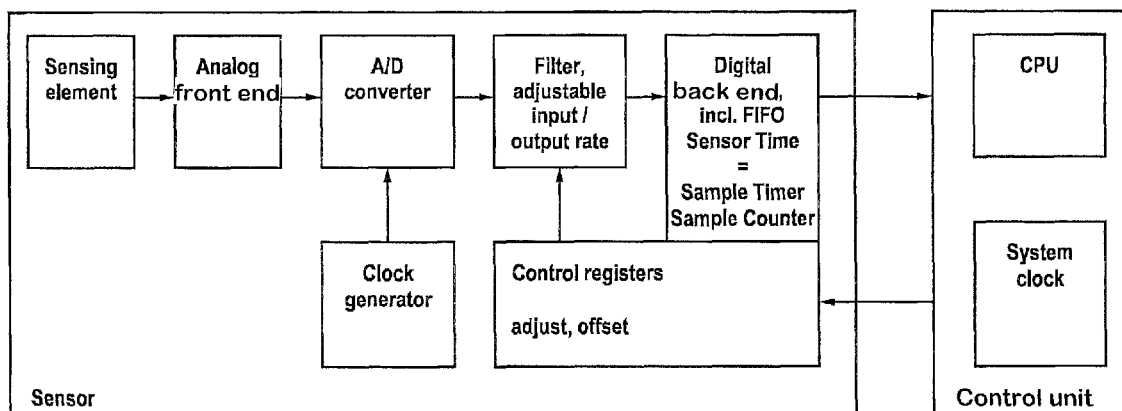 Sensing
element
Analog
front end
A/D
converter
Filter,
adjustable
input /
output rate
Digital
back end,
incl. FIFO
Sensor Time
=
Sample Timer
Sample Counter
CPU
Clock
generator
Control registers
adjust, offset
System
clock
Sensor
Control unit